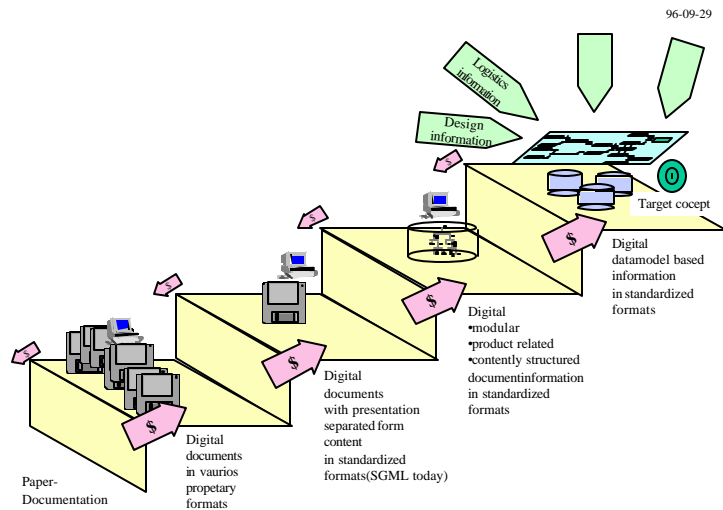 96-09-29
Logistics
information
Design
information
Target cocept
$
$
$
$
$
$
$
$
Digital
datamodel based
information
in standardized
formats
Digital
•modular
•product related
•contently structured
documentinformation
in standardized
formats
Digital
documents
with presentation
separated form
content
in standardized
formats(SGML today)
Digital
documents
in vaurios
propetary
formats
Paper-
Documentation